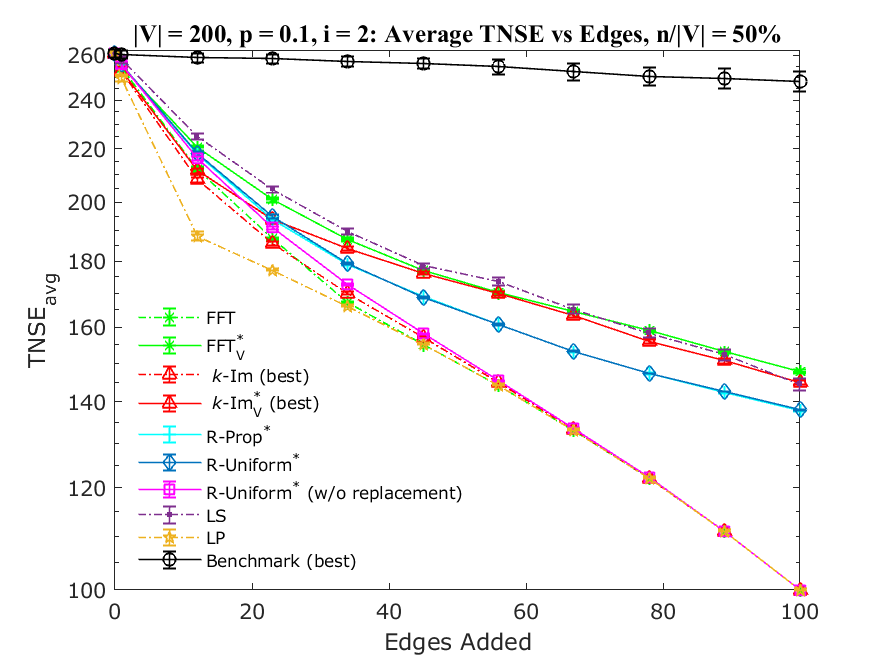 |V| = 200, p = 0.1, i = 2: Average TNSE vs Edges, n/|V| = 50%
260
240
220
200
180
160
140
120
100
TNSE_avg
FFT
FFT*_V
k-Im (best)
k-Im*_V (best)
R-Prop*
R-Uniform*
R-Uniform* (w/o replacement)
LS
LP
Benchmark (best)
0 20 40 60 80 100
Edges Added